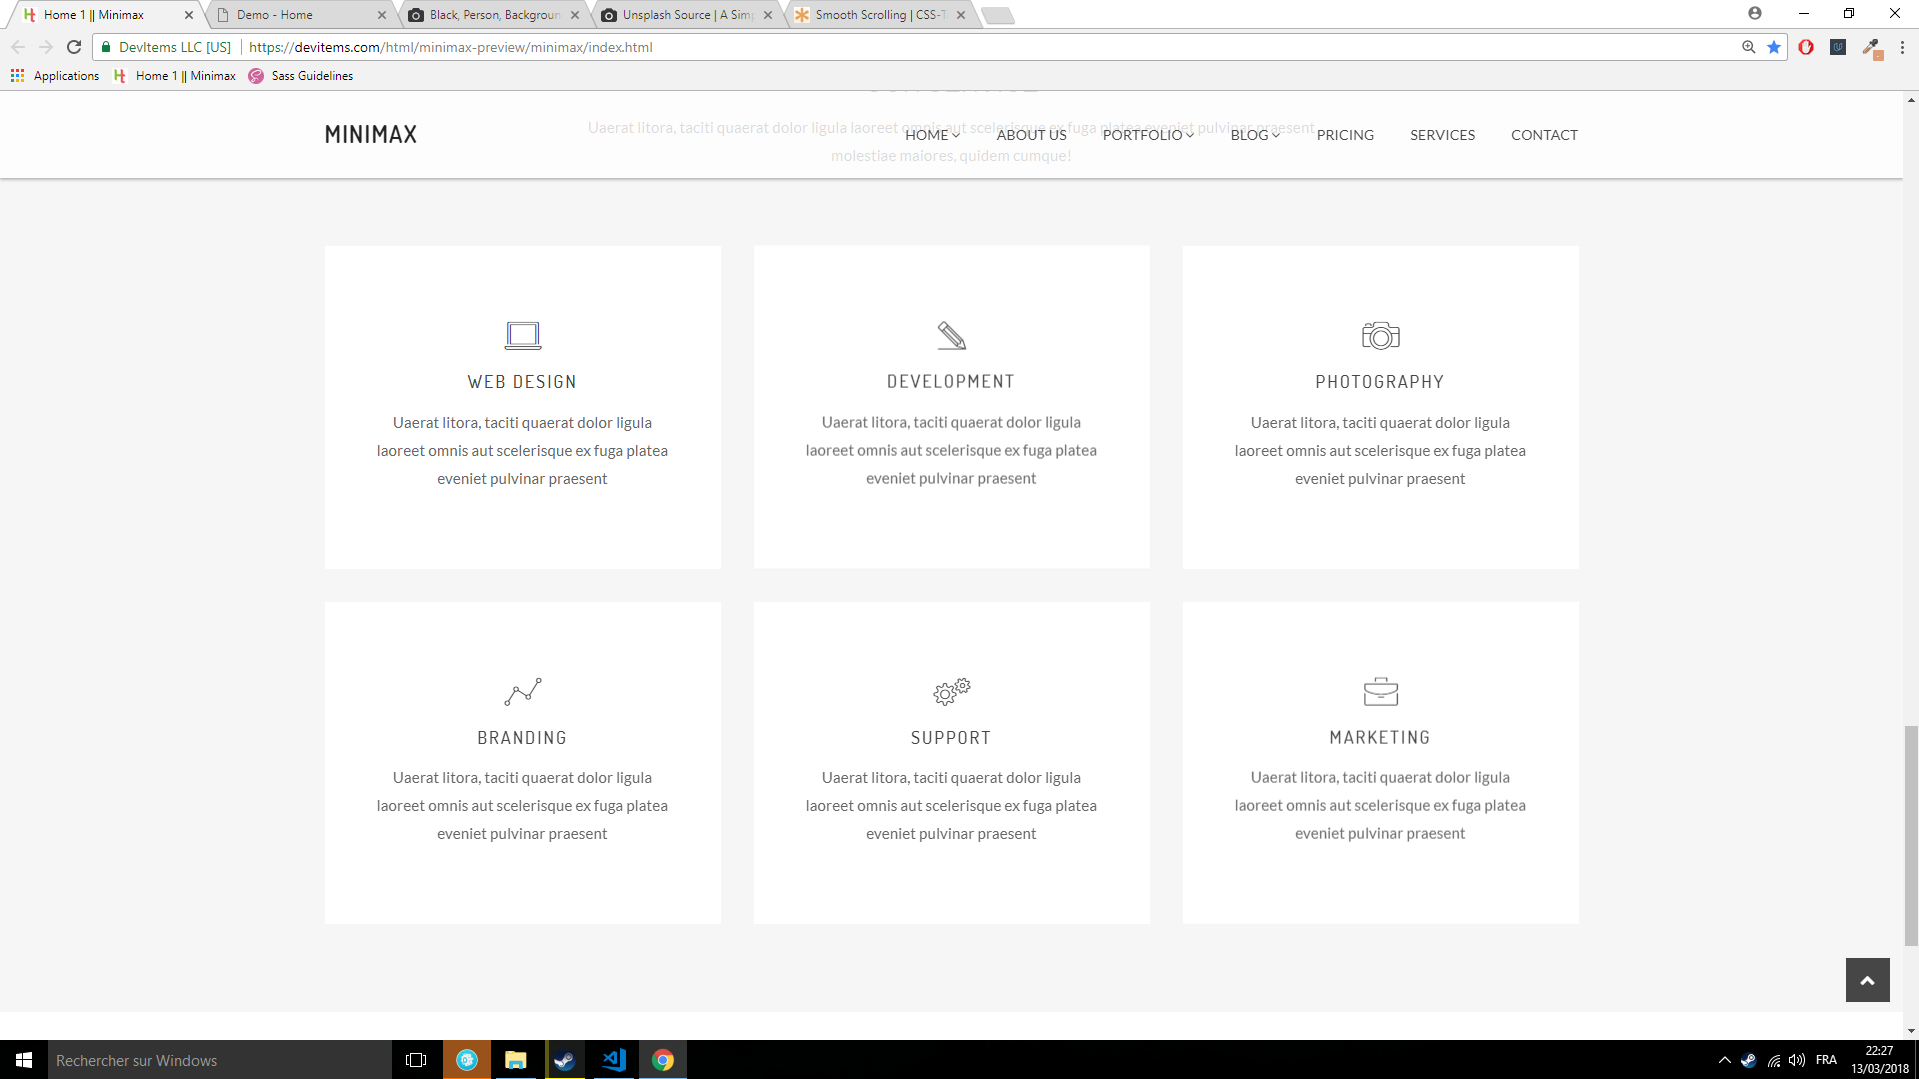 Home 1 || Minimax
Demo - Home
Black, Person, Backgroun
Unsplash Source | A Sim
Smooth Scrolling | CSS-T
DevItems LLC [US]
https://devitems.com/html/minimax-preview/minimax/index.html
Applications
Home 1 || Minimax
Sass Guidelines
MINIMAX
Uaerat litora, taciti quaerat dolor ligula laoreet omnis aut scelerisque ex fuga platea eveniet pulvinar praesent
molestiae maiores, quidem cumque!
HOME
ABOUT US
PORTFOLIO
BLOG
PRICING
SERVICES
CONTACT
WEB DESIGN
Uaerat litora, taciti quaerat dolor ligula
laoreet omnis aut scelerisque ex fuga platea
eveniet pulvinar praesent
DEVELOPMENT
Uaerat litora, taciti quaerat dolor ligula
laoreet omnis aut scelerisque ex fuga platea
eveniet pulvinar praesent
PHOTOGRAPHY
Uaerat litora, taciti quaerat dolor ligula
laoreet omnis aut scelerisque ex fuga platea
eveniet pulvinar praesent
BRANDING
Uaerat litora, taciti quaerat dolor ligula
laoreet omnis aut scelerisque ex fuga platea
eveniet pulvinar praesent
SUPPORT
Uaerat litora, taciti quaerat dolor ligula
laoreet omnis aut scelerisque ex fuga platea
eveniet pulvinar praesent
MARKETING
Uaerat litora, taciti quaerat dolor ligula
laoreet omnis aut scelerisque ex fuga platea
eveniet pulvinar praesent
Rechercher sur Windows
FRA
22:27
13/03/2018